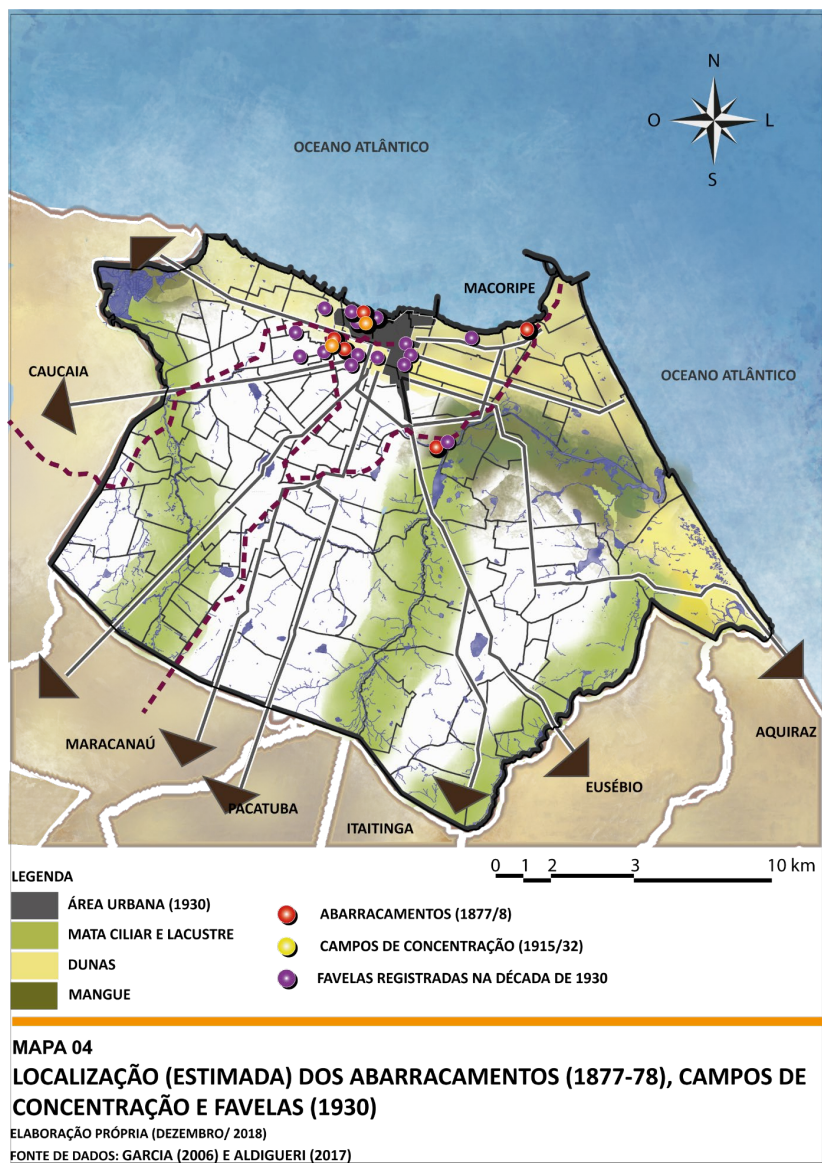 N
OCEANO ATLÂNTICO
O
L
S
MACORIPE
CAUCAIA
OCEANO ATLÂNTICO
AQUIRAZ
MARACANAÚ
EUSÉBIO
PACATUBA
ITAITINGA
0 1 2 3 10 km
LEGENDA
ÁREA URBANA (1930)
MATA CILIAR E LACUSTRE
DUNAS
MANGUE
ABARRACAMENTOS (1877/8)
CAMPOS DE CONCENTRAÇÃO (1915/32)
FAVELAS REGISTRADAS NA DÉCADA DE 1930
MAPA 04
LOCALIZAÇÃO (ESTIMADA) DOS ABARRACAMENTOS (1877-78), CAMPOS DE
CONCENTRAÇÃO E FAVELAS (1930)
ELABORAÇÃO PRÓPRIA (DEZEMBRO/ 2018)
FONTE DE DADOS: GARCIA (2006) E ALDIGUERI (2017)